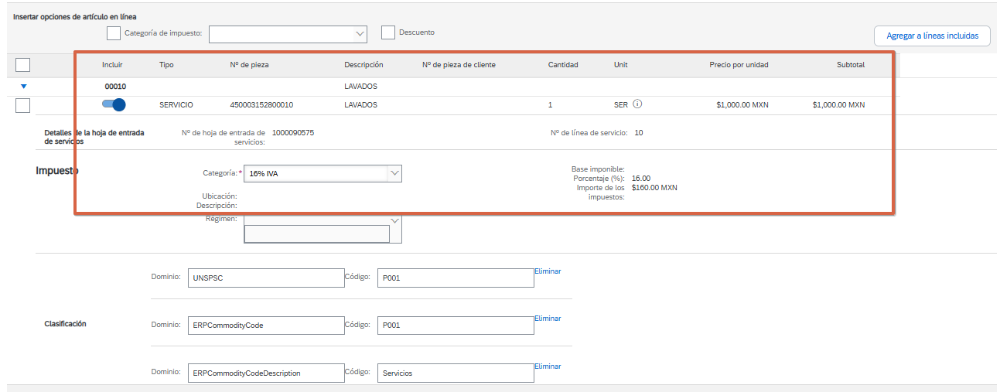 Insertar opciones de artículo en línea
Categoría de impuesto: Descuento
Agregar a líneas incluidas
Incluir Tipo Nº de pieza Descripción Nº de pieza de cliente Cantidad Unit Precio por unidad Subtotal
00010 LAVADOS
SERVICIO 450003152800010 LAVADOS 1 SER $1,000.00 MXN $1,000.00 MXN
Detalles de la hoja de entrada de servicios
Nº de hoja de entrada de servicios: 1000090575
Nº de línea de servicio: 10
Impuesto
Categoría:* 16% IVA
Ubicación:
Descripción:
Régimen:
Base imponible:
Porcentaje (%): 16.00
Importe de los impuestos: $160.00 MXN
Clasificación
Dominio: UNSPSC Código: P001 Eliminar
Dominio: ERPCommodityCode Código: P001 Eliminar
Dominio: ERPCommodityCodeDescription Código: Servicios Eliminar